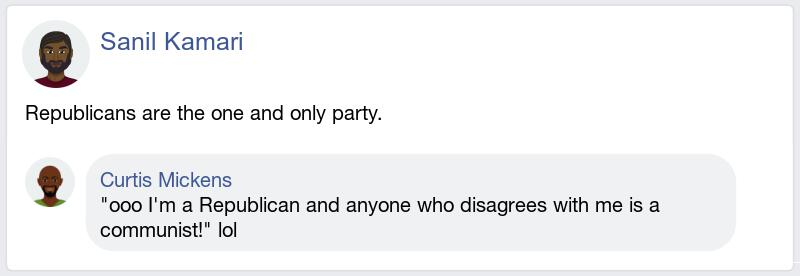 Sanil Kamari
Republicans are the one and only party.
Curtis Mickens
"ooo I'm a Republican and anyone who disagrees with me is a
communist!" lol